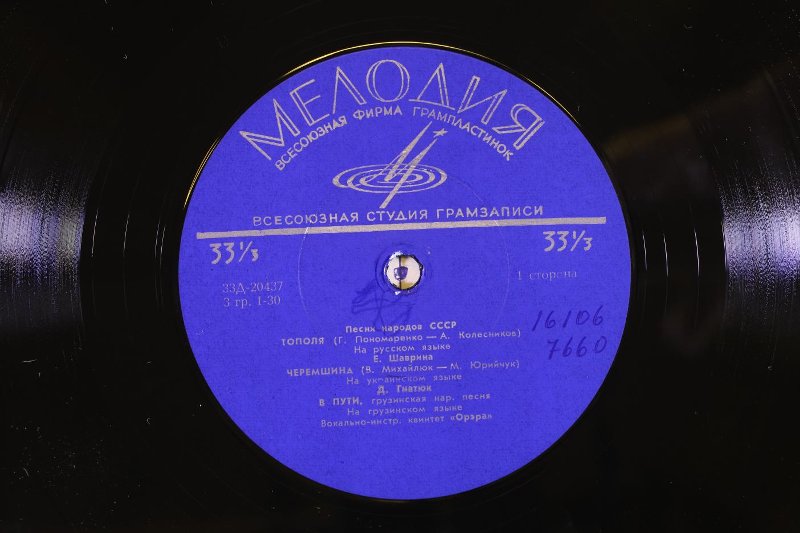 МЕЛОДИЯ
ВСЕСОЮЗНАЯ ФИРМА ГРАМПЛАСТИНОК
ВСЕСОЮЗНАЯ СТУДИЯ ГРАМЗАПИСИ
33⅓ 33⅓
33Д-20437 1 сторона
3 гр. 1-30
Песни народов СССР
ТОПОЛЯ (Г. Пономаренко — А. Колесников)
На русском языке
Е. Шаврина
ЧЕРЕМШИНА (В. Михайлюк — М. Юрийчук)
На украинском языке
Д. Гнатюк
В ПУТИ, грузинская нар. песня
На грузинском языке
Вокально-инстр. квинтет «Орэра»
16106
7660